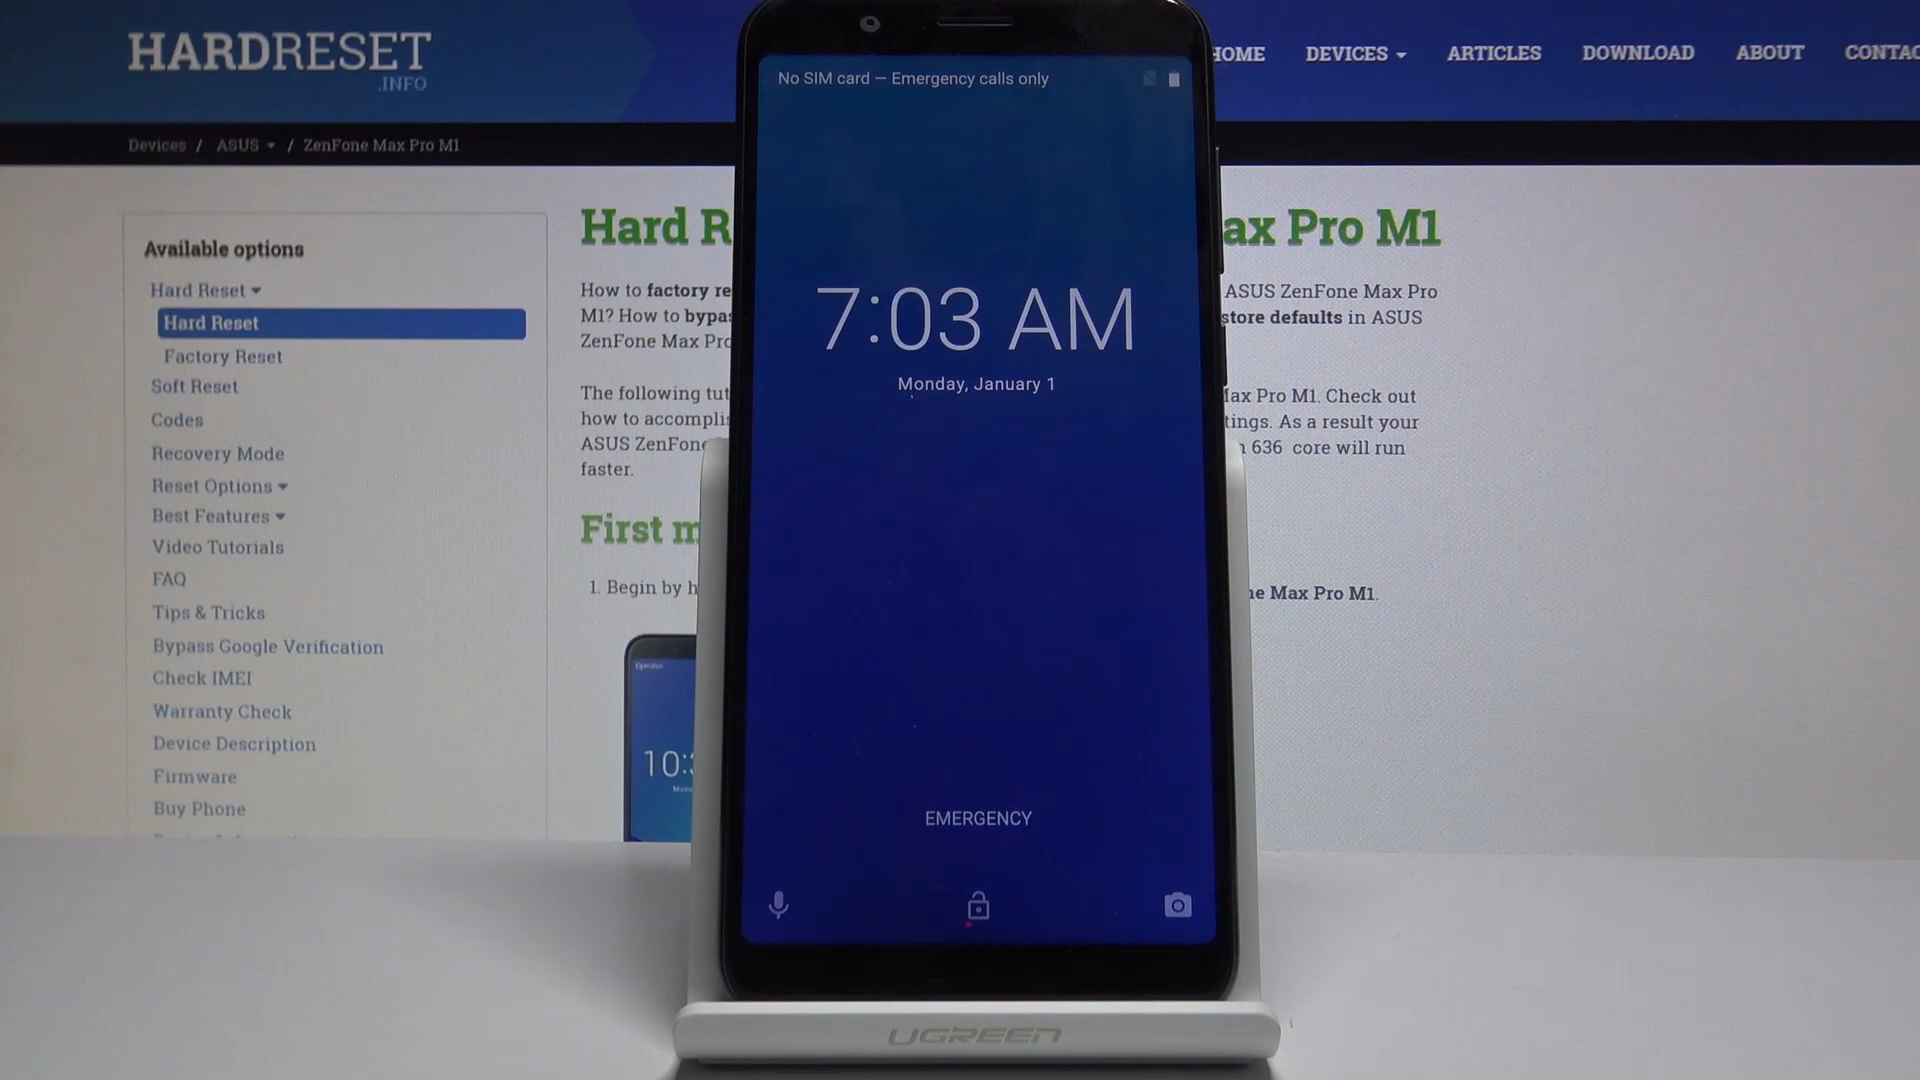 HARDRESET
.INFO
HOME DEVICES ARTICLES DOWNLOAD ABOUT
Devices / ASUS / ZenFone Max Pro M1
Available options
Hard Reset
Hard Reset
Factory Reset
Soft Reset
Codes
Recovery Mode
Reset Options
Best Features
Video Tutorials
FAQ
Tips & Tricks
Bypass Google Verification
Check IMEI
Warranty Check
Device Description
Firmware
Buy Phone
Hard R
ax Pro M1
How to factory re
ASUS ZenFone Max Pro
M1? How to bypas
store defaults in ASUS
ZenFone Max Pro
The following tut
Max Pro M1. Check out
how to accomplis
tings. As a result your
ASUS ZenFone
636 core will run
faster.
First m
1. Begin by h
ne Max Pro M1.
Operator
10:3
No SIM card — Emergency calls only
7:03 AM
Monday, January 1
EMERGENCY
UGREEN